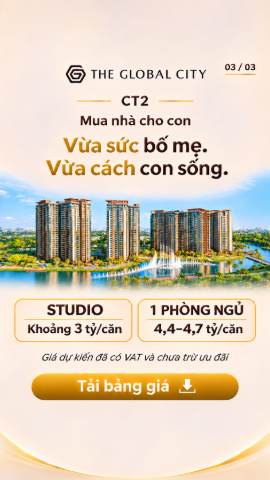 THE GLOBAL CITY
03 / 03
CT2
Mua nhà cho con
Vừa sức bố mẹ.
Vừa cách con sống.
STUDIO
Khoảng 3 tỷ/căn
1 PHÒNG NGỦ
4,4–4,7 tỷ/căn
Giá dự kiến đã có VAT và chưa trừ ưu đãi
Tải bảng giá